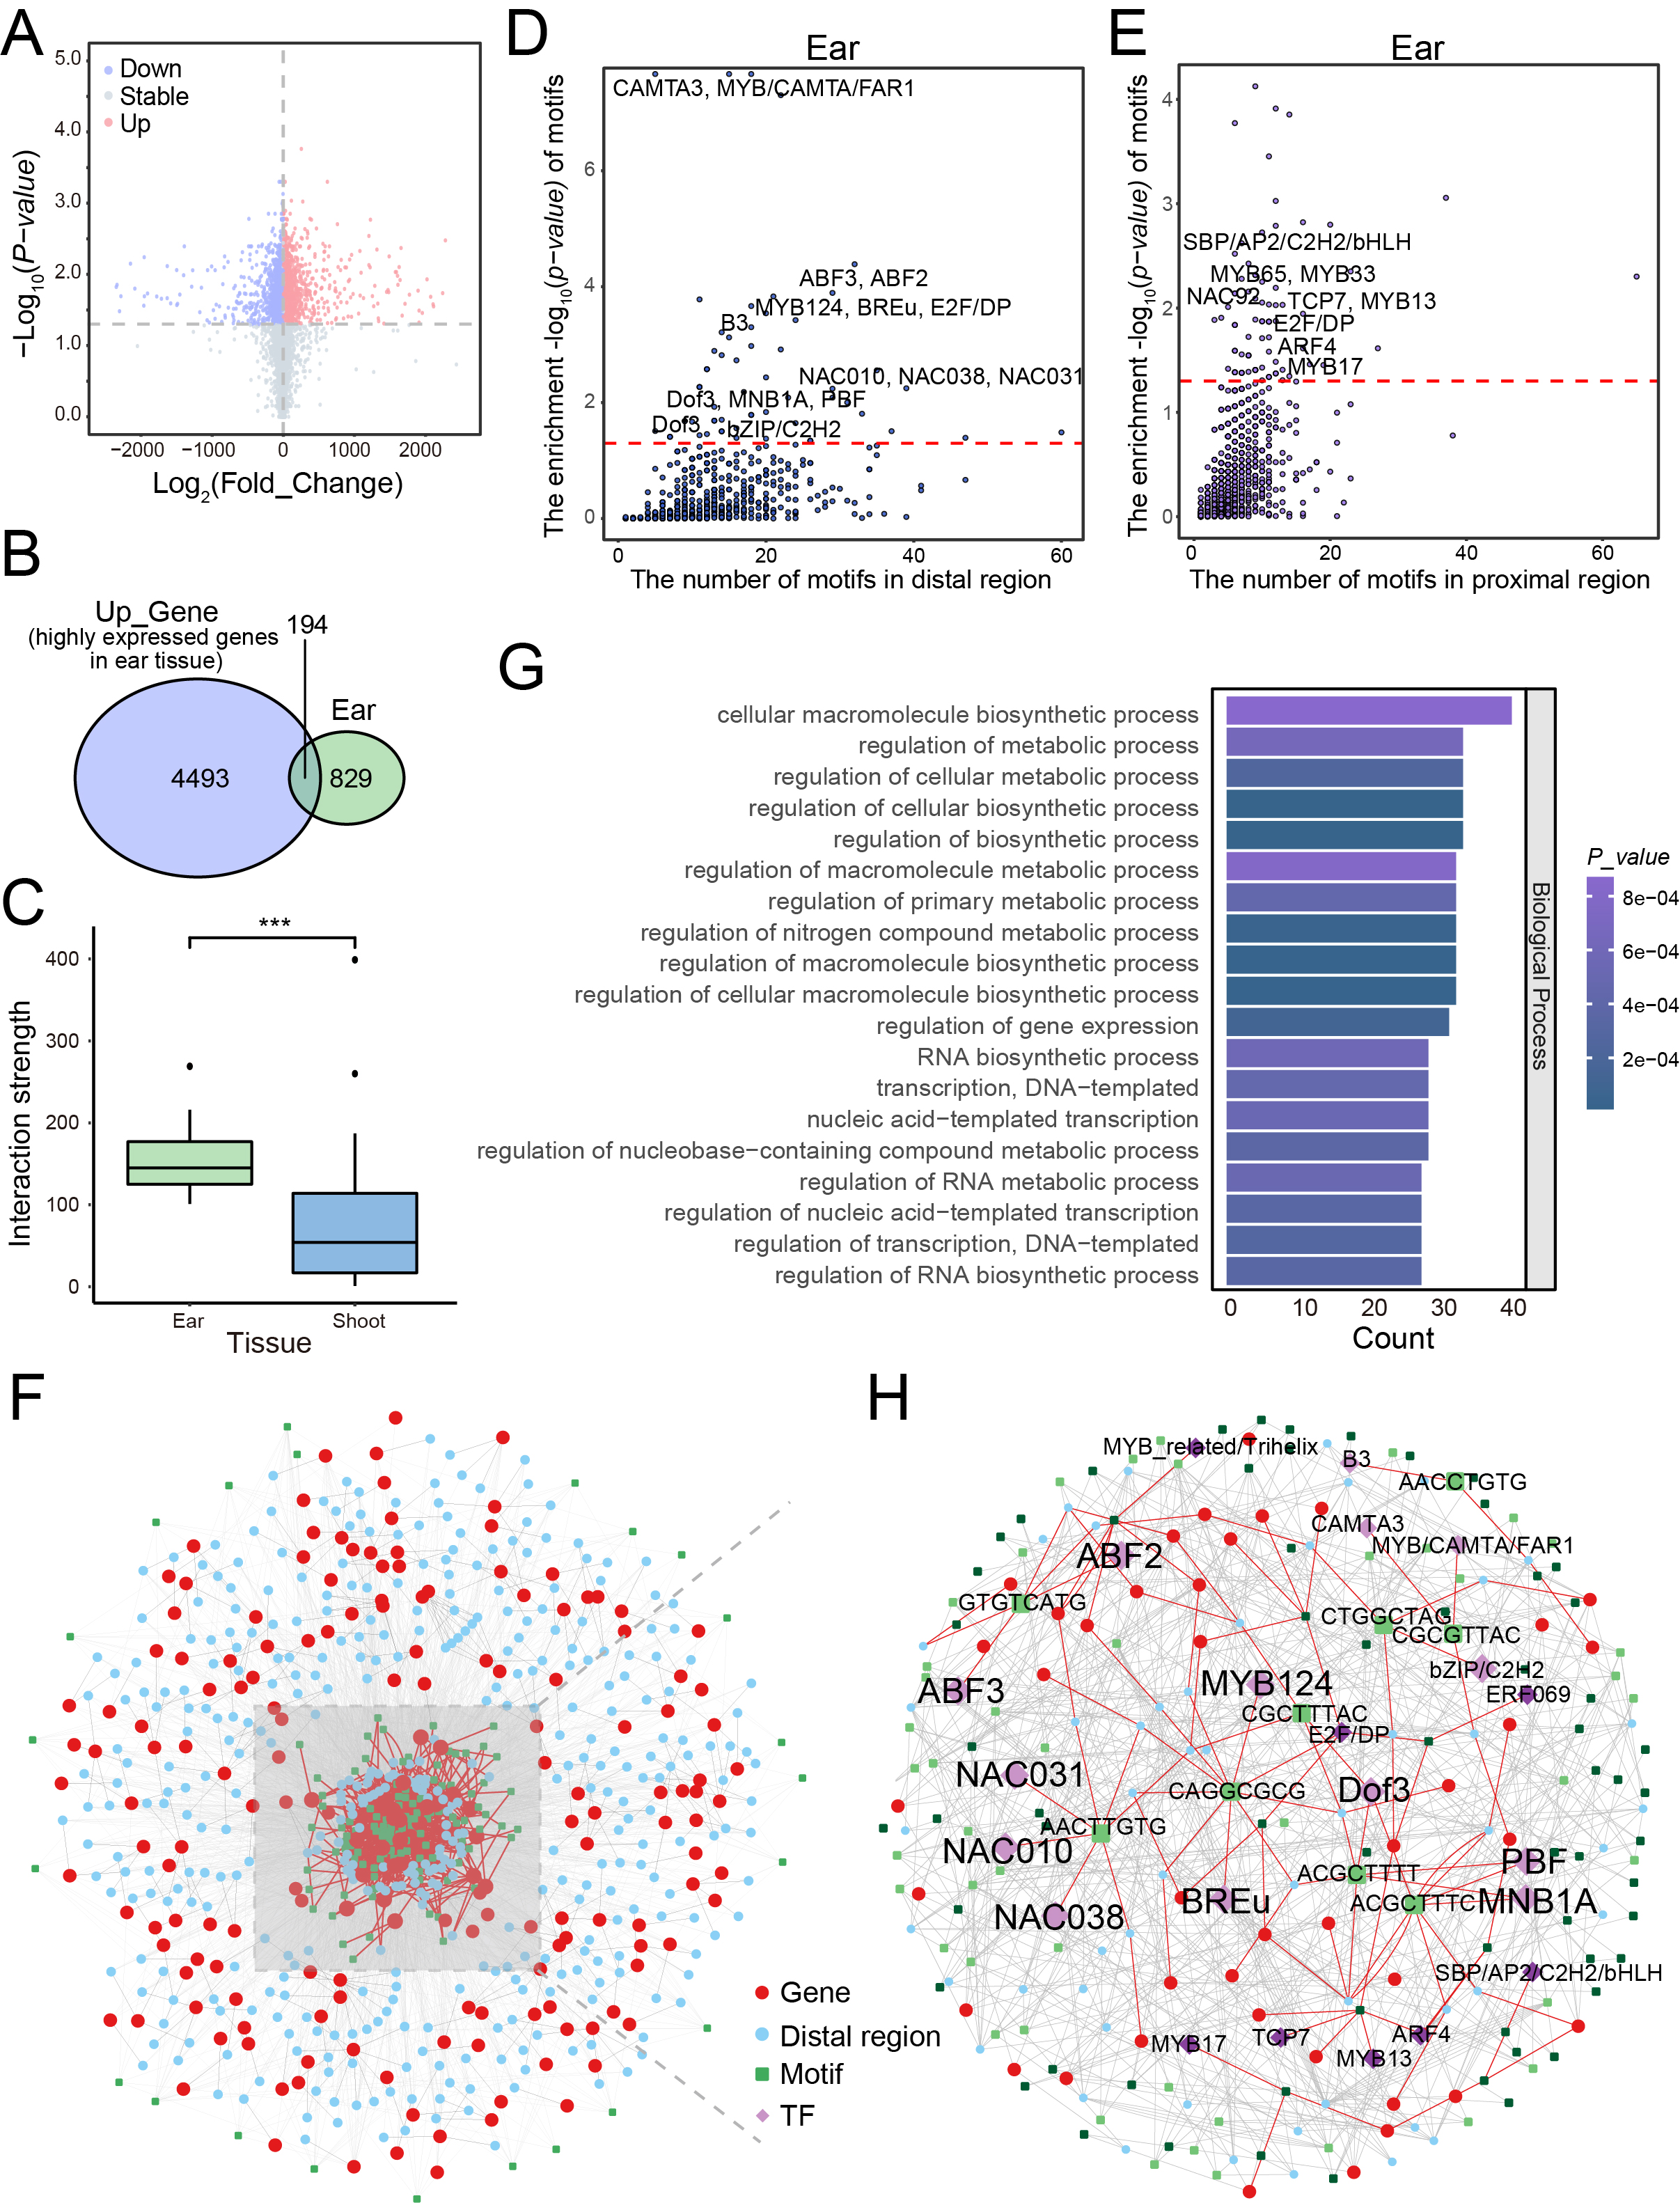 A
5.0
4.0
3.0
2.0
1.0
0.0
−Log10(P−value)
Down
Stable
Up
−2000 −1000 0 1000 2000
Log2(Fold_Change)
B
Up_Gene
(highly expressed genes
in ear tissue)
194
Ear
4493
829
C
***
400
300
200
100
0
Interaction strength
Ear Shoot
Tissue
D
Ear
The enrichment -log10(p−value) of motifs
6
4
2
0
CAMTA3, MYB/CAMTA/FAR1
ABF3, ABF2
MYB124, BREu, E2F/DP
B3
NAC010, NAC038, NAC031
Dof3, MNB1A, PBF
Dof3
bZIP/C2H2
0 20 40 60
The number of motifs in distal region
E
Ear
The enrichment -log10(p−value) of motifs
4
3
2
1
0
SBP/AP2/C2H2/bHLH
MYB65, MYB33
NAC92
TCP7, MYB13
E2F/DP
ARF4
MYB17
0 20 40 60
The number of motifs in proximal region
G
cellular macromolecule biosynthetic process
regulation of metabolic process
regulation of cellular metabolic process
regulation of cellular biosynthetic process
regulation of biosynthetic process
regulation of macromolecule metabolic process
regulation of primary metabolic process
regulation of nitrogen compound metabolic process
regulation of macromolecule biosynthetic process
regulation of cellular macromolecule biosynthetic process
regulation of gene expression
RNA biosynthetic process
transcription, DNA−templated
nucleic acid−templated transcription
regulation of nucleobase−containing compound metabolic process
regulation of RNA metabolic process
regulation of nucleic acid−templated transcription
regulation of transcription, DNA−templated
regulation of RNA biosynthetic process
0 10 20 30 40
Count
Biological Process
P_value
8e−04
6e−04
4e−04
2e−04
F
Gene
Distal region
Motif
TF
H
MYB_related/Trihelix
B3
AACCTGTG
CAMTA3
MYB/CAMTA/FAR1
ABF2
GTGTCATG
CTGGCTAG
CGCGTTAC
bZIP/C2H2
ERF069
ABF3
MYB124
CGCTTTAC
E2F/DP
NAC031
CAGGCGCG
Dof3
AACTTGTG
NAC010
ACGCTTTT
PBF
BREu
ACGCTTTC
MNB1A
NAC038
SBP/AP2/C2H2/bHLH
MYB17
TCP7
ARF4
MYB13